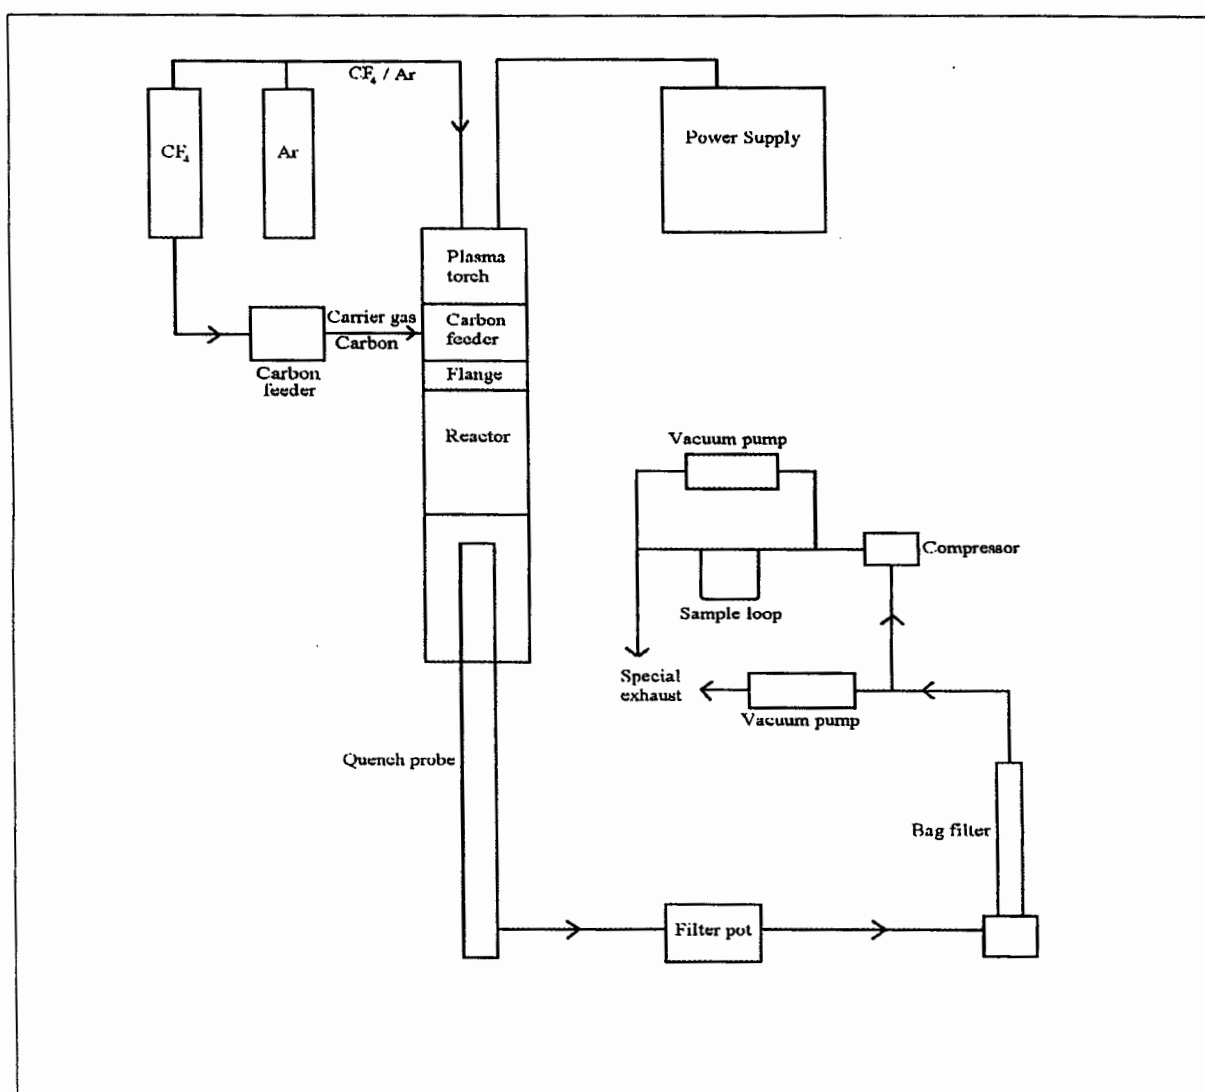 CF₄ / Ar
CF₄
Ar
Power Supply
Plasma
torch
Carrier gas
Carbon
Carbon
feeder
Carbon
feeder
Flange
Reactor
Vacuum pump
Compressor
Sample loop
Special
exhaust
Vacuum pump
Quench probe
Bag filter
Filter pot